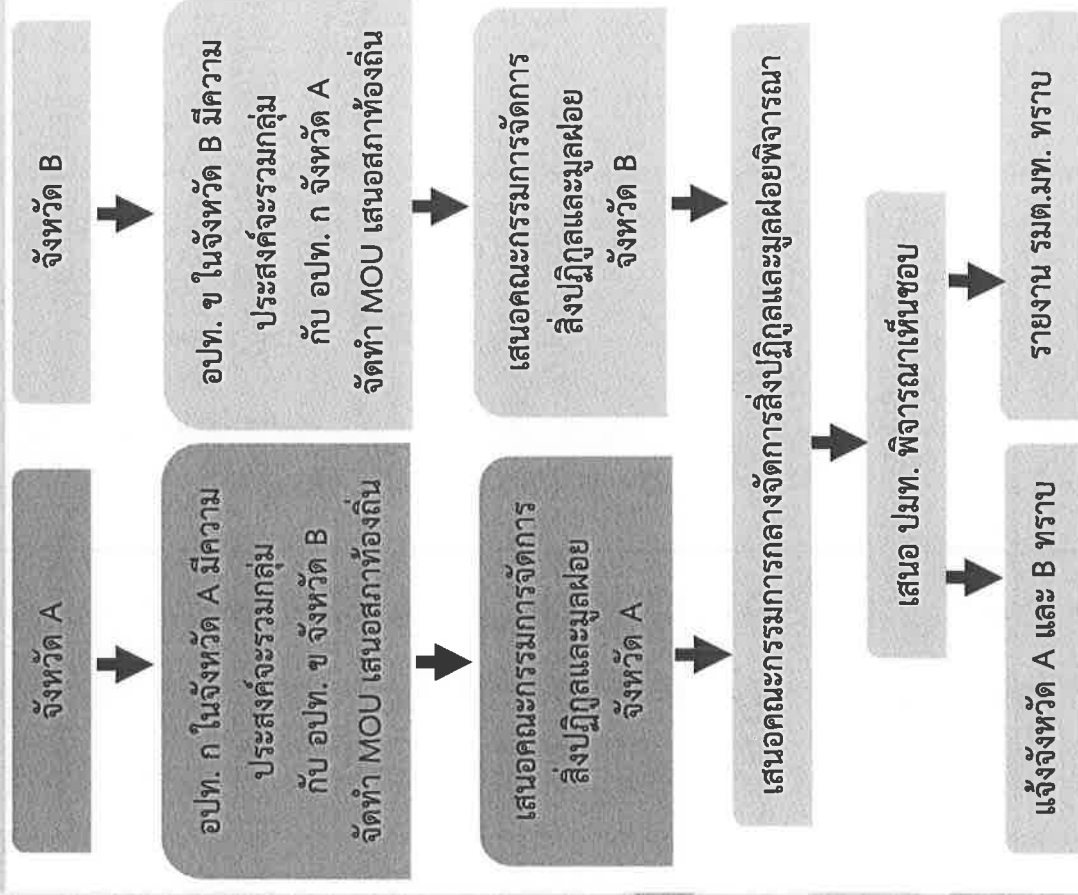 จังหวัด A
จังหวัด B
อปท. ก ในจังหวัด A มีความ
ประสงค์จะรวมกลุ่ม
กับ อปท. ข จังหวัด B
จัดทำ MOU เสนอสภาท้องถิ่น
อปท. ข ในจังหวัด B มีความ
ประสงค์จะรวมกลุ่ม
กับ อปท. ก จังหวัด A
จัดทำ MOU เสนอสภาท้องถิ่น
เสนอคณะกรรมการจัดการ
สิ่งปฏิกูลและมูลฝอย
จังหวัด A
เสนอคณะกรรมการจัดการ
สิ่งปฏิกูลและมูลฝอย
จังหวัด B
เสนอคณะกรรมการกลางจัดการสิ่งปฏิกูลและมูลฝอยพิจารณา
เสนอ ปมท. พิจารณาเห็นชอบ
แจ้งจังหวัด A และ B ทราบ
รายงาน รมต.มท. ทราบ